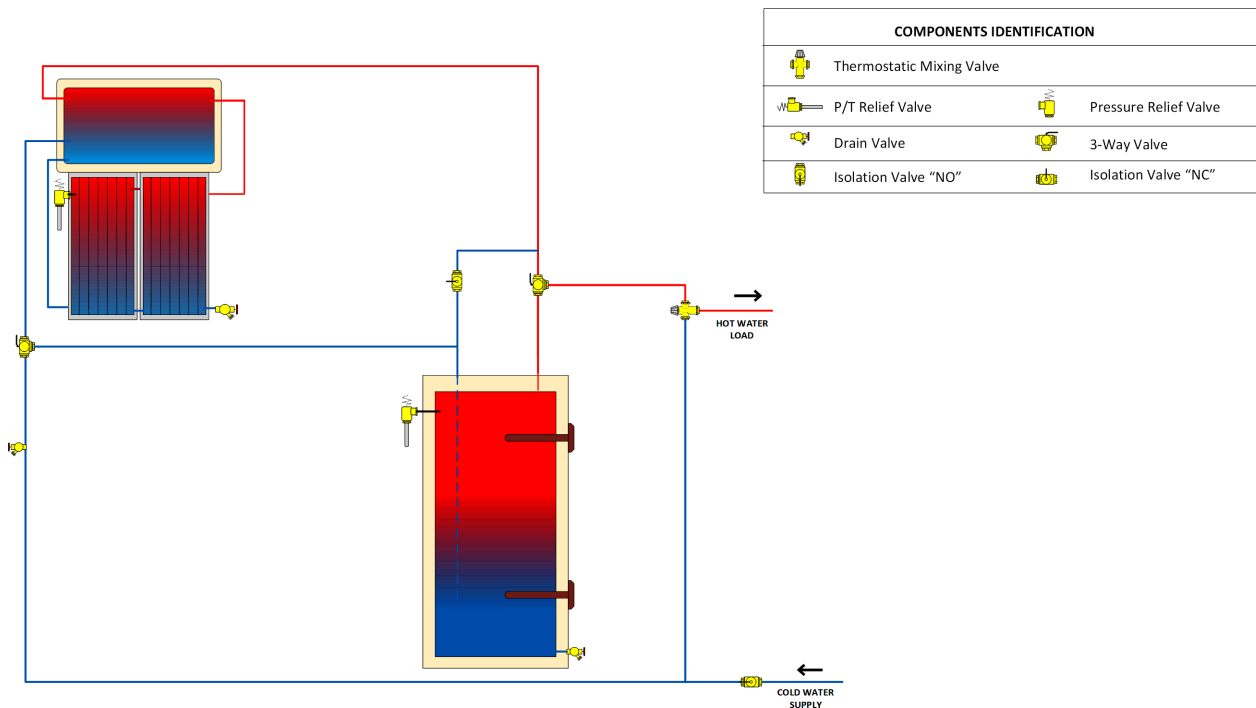 COMPONENTS IDENTIFICATION
Thermostatic Mixing Valve
P/T Relief Valve
Pressure Relief Valve
Drain Valve
3-Way Valve
Isolation Valve “NO”
Isolation Valve “NC”
HOT WATER
LOAD
COLD WATER
SUPPLY